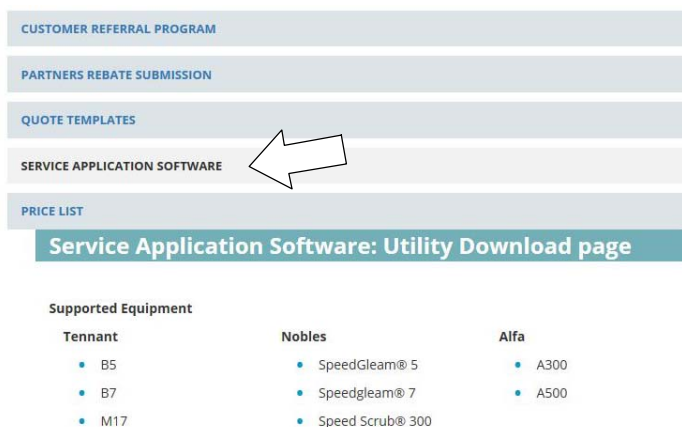 CUSTOMER REFERRAL PROGRAM
PARTNERS REBATE SUBMISSION
QUOTE TEMPLATES
SERVICE APPLICATION SOFTWARE
PRICE LIST
Service Application Software: Utility Download page
Supported Equipment
Tennant Nobles Alfa
• B5 • SpeedGleam® 5 • A300
• B7 • Speedgleam® 7 • A500
• M17 • Speed Scrub® 300